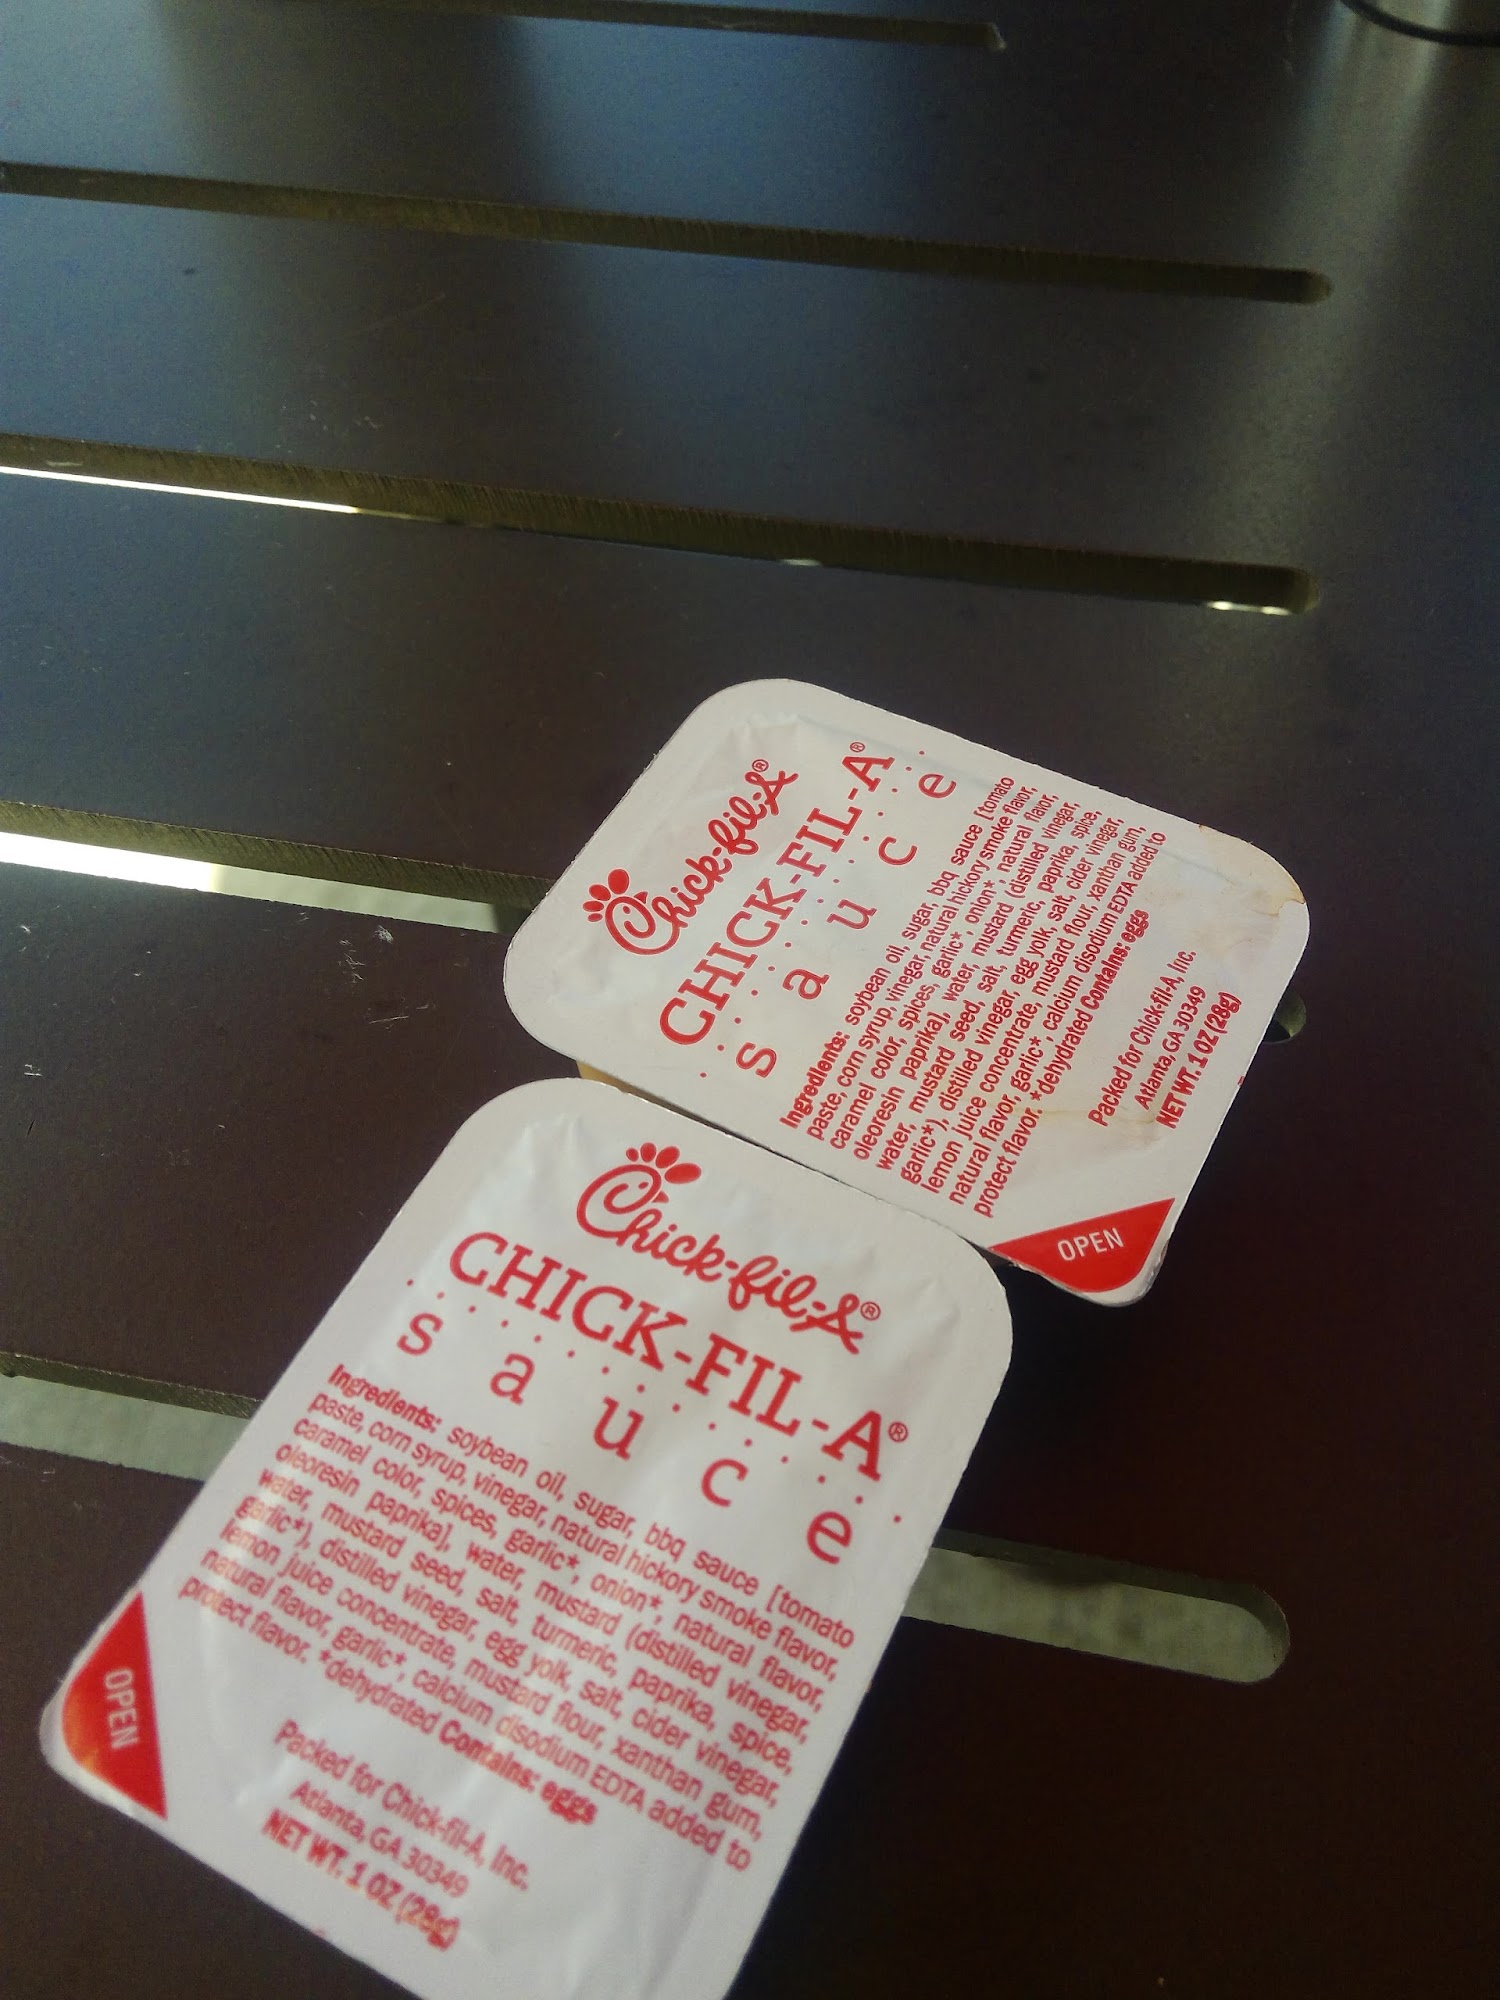 Chick-fil-A®
CHICK-FIL-A®
sauce
Ingredients: soybean oil, sugar, bbq sauce [tomato
paste, corn syrup, vinegar, natural hickory smoke flavor,
caramel color, spices, garlic*, onion*, natural flavor,
oleoresin paprika], water, mustard (distilled vinegar,
water, mustard seed, salt, turmeric, paprika, spice,
garlic*), distilled vinegar, egg yolk, salt, cider vinegar,
lemon juice concentrate, mustard flour, xanthan gum,
natural flavor, garlic*, calcium disodium EDTA added to
protect flavor. *dehydrated Contains: eggs
Packed for Chick-fil-A, Inc.
Atlanta, GA 30349
NET WT. 1 OZ (28g)
OPEN
Chick-fil-A®
CHICK-FIL-A®
sauce
Ingredients: soybean oil, sugar, bbq sauce [tomato
paste, corn syrup, vinegar, natural hickory smoke flavor,
caramel color, spices, garlic*, onion*, natural flavor,
oleoresin paprika], water, mustard (distilled vinegar,
water, mustard seed, salt, turmeric, paprika, spice,
garlic*), distilled vinegar, egg yolk, salt, cider vinegar,
lemon juice concentrate, mustard flour, xanthan gum,
natural flavor, garlic*, calcium disodium EDTA added to
protect flavor. *dehydrated Contains: eggs
Packed for Chick-fil-A, Inc.
Atlanta, GA 30349
NET WT. 1 OZ (28g)
OPEN